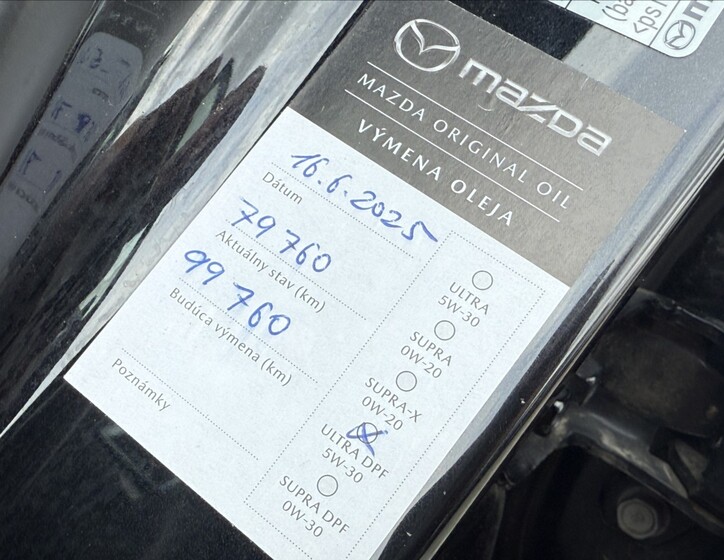 mazda
MAZDA ORIGINAL OIL
VÝMENA OLEJA
16.6.2025
Dátum
79 760
Aktuálny stav (km)
99 760
Budúca výmena (km)
Poznámky
ULTRA
5W-30
SUPRA
0W-20
SUPRA-X
0W-20
ULTRA DPF
5W-30
SUPRA DPF
0W-30